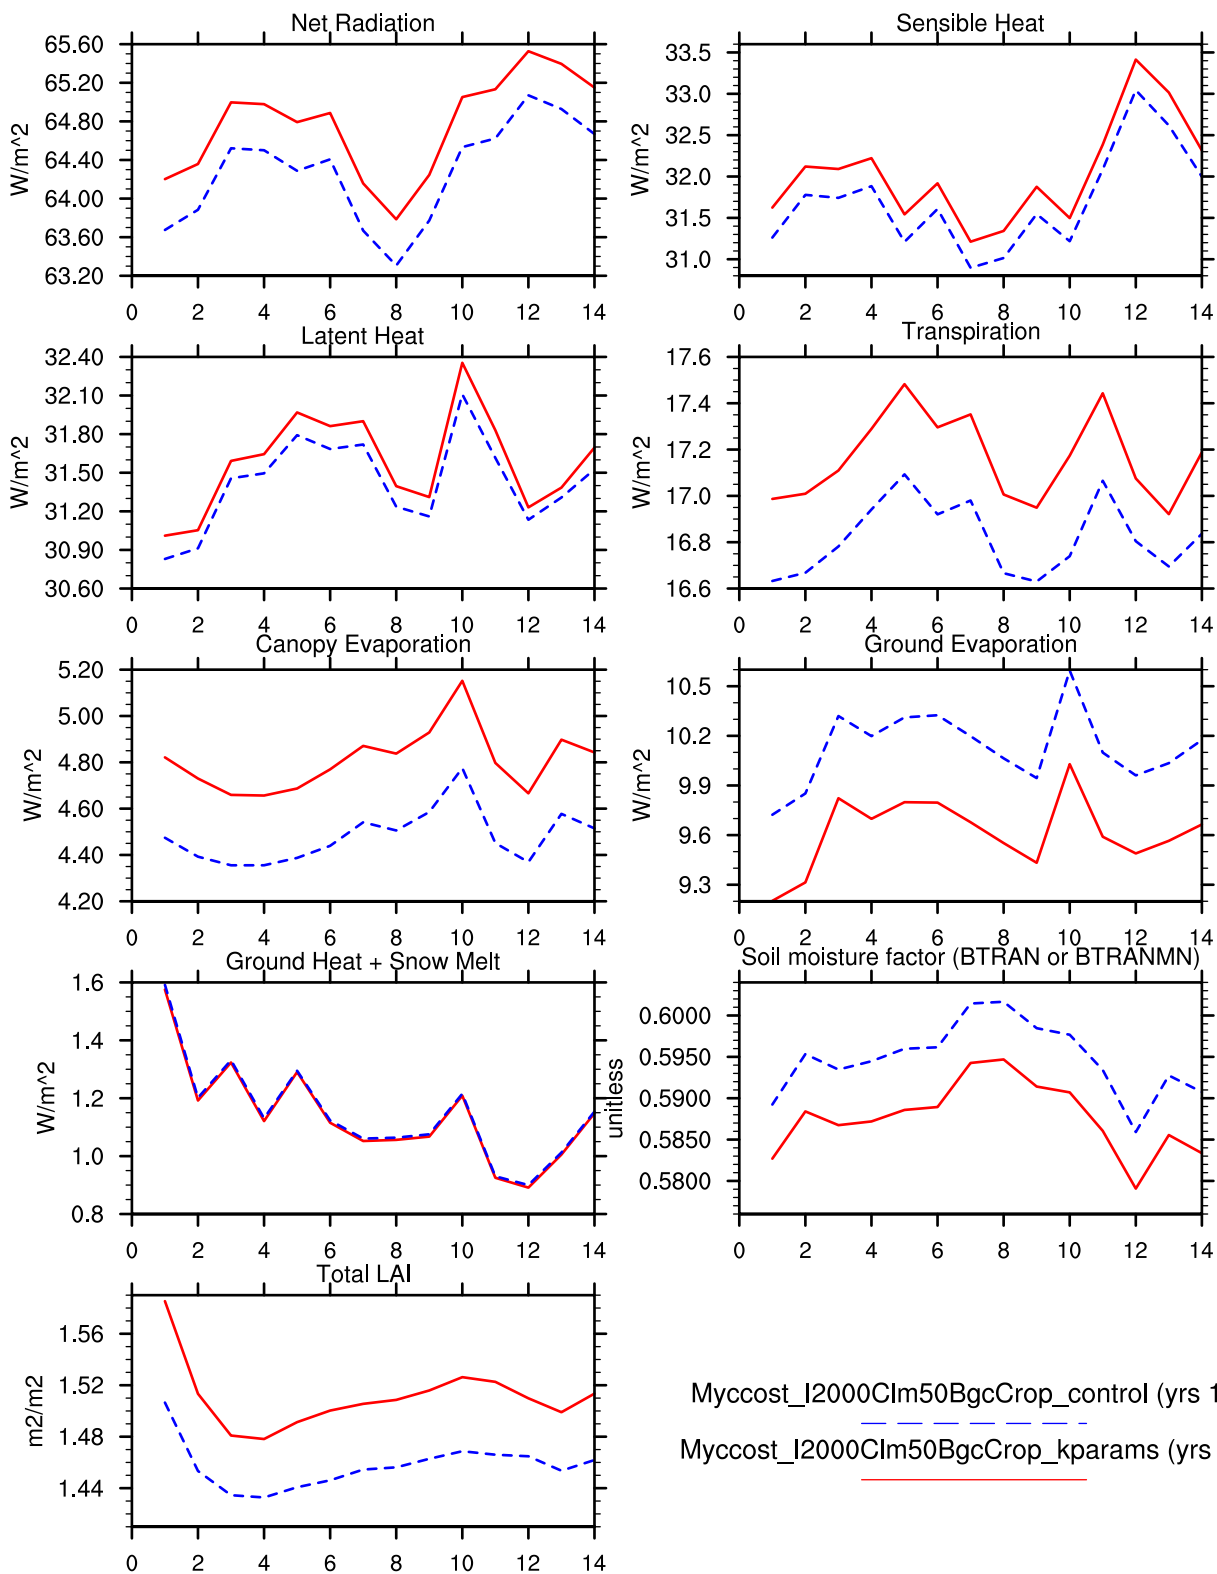 Net Radiation
W/m^2
65.60
65.20
64.80
64.40
64.00
63.60
63.20
0 2 4 6 8 10 12 14
Sensible Heat
W/m^2
33.5
33.0
32.5
32.0
31.5
31.0
0 2 4 6 8 10 12 14
Latent Heat
W/m^2
32.40
32.10
31.80
31.50
31.20
30.90
30.60
0 2 4 6 8 10 12 14
Transpiration
W/m^2
17.6
17.4
17.2
17.0
16.8
16.6
0 2 4 6 8 10 12 14
Canopy Evaporation
W/m^2
5.20
5.00
4.80
4.60
4.40
4.20
0 2 4 6 8 10 12 14
Ground Evaporation
W/m^2
10.5
10.2
9.9
9.6
9.3
0 2 4 6 8 10 12 14
Ground Heat + Snow Melt
W/m^2
1.6
1.4
1.2
1.0
0.8
0 2 4 6 8 10 12 14
Soil moisture factor (BTRAN or BTRANMN)
unitless
0.6000
0.5950
0.5900
0.5850
0.5800
0 2 4 6 8 10 12 14
Total LAI
m2/m2
1.56
1.52
1.48
1.44
0 2 4 6 8 10 12 14
Myccost_I2000Clm50BgcCrop_control (yrs 1
Myccost_I2000Clm50BgcCrop_kparams (yrs